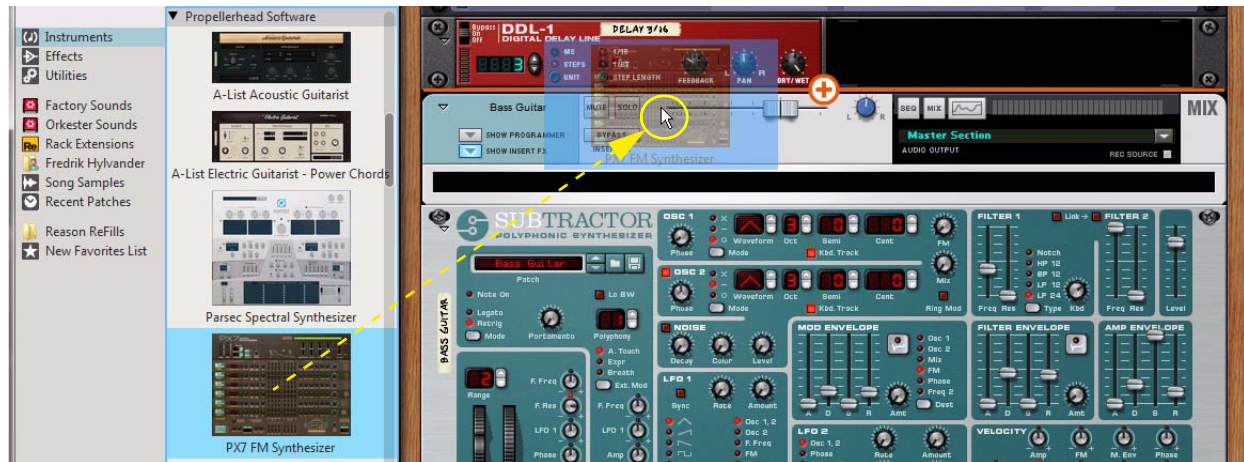 Propellerhead Software
Instruments
Effects
Utilities
Factory Sounds
Orkester Sounds
Rack Extensions
Fredrik Hylvander
Song Samples
Recent Patches
Reason ReFills
New Favorites List
A-List Acoustic Guitarist
A-List Electric Guitarist - Power Chords
Parsec Spectral Synthesizer
PX7
PX7 FM Synthesizer
Bypass
On
Off
DDL-1
DIGITAL DELAY LINE
DELAY 3/16
MS
STEPS
UNIT
1/16
STEP LENGTH
FEEDBACK
L R
PAN
DRY/WET
Bass Guitar
MUTE SOLO
L R
SEQ MIX
MIX
SHOW PROGRAMMER
BYPASS
SHOW INSERT FX
PX7 FM Synthesizer
Master Section
AUDIO OUTPUT
REC SOURCE
SUBTRACTOR
POLYPHONIC SYNTHESIZER
Bass Guitar
Patch
Note On
Lo BW
Legato
Retrig
Mode
Portamento
Polyphony
BASS GUITAR
Range
A. Touch
Expr
Breath
Ext. Mod
F. Freq
F. Res
F. Freq
LFO 1
LFO 1
Phase
Amp
OSC 1
Phase
Mode
Waveform Oct Semi Cent
Kbd. Track
FM
OSC 2
Phase
Mode
Waveform Oct Semi Cent
Kbd. Track
Mix
Ring Mod
FILTER 1
Link
FILTER 2
Notch
HP 12
BP 12
LP 12
LP 24
Freq Res
Type Kbd
Freq Res
Level
NOISE
Decay Color Level
MOD ENVELOPE
Osc 1
Osc 2
Mix
FM
Phase
Freq 2
Dest
A D S R Amt
FILTER ENVELOPE
A D S R Amt
AMP ENVELOPE
A D S R
LFO 1
Sync Rate Amount
Osc 1, 2
Osc 2
F. Freq
FM
LFO 2
Osc 1, 2
Phase
Rate Amount
VELOCITY
Amp FM M. Env Phase